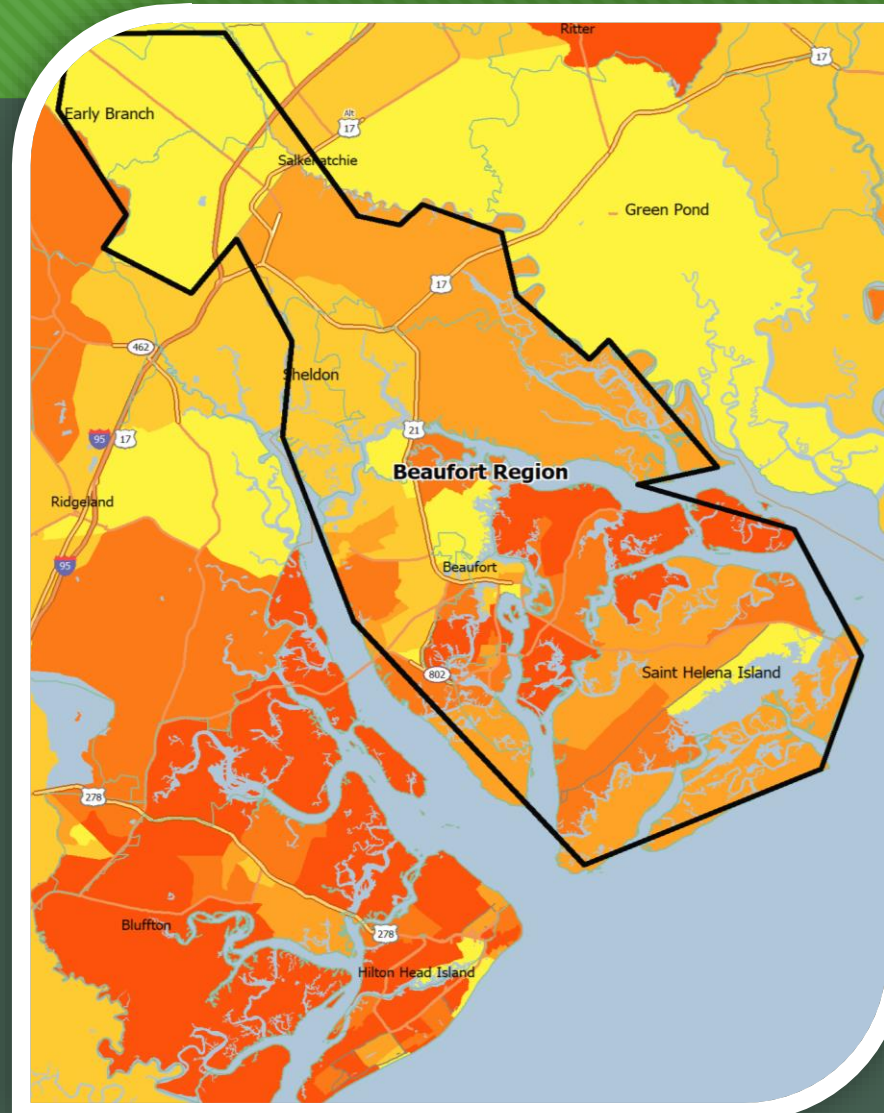 Ritter
17
Early Branch
Alt
17
Salkehatchie
Green Pond
17
462
Sheldon
21
95
17
Beaufort Region
Ridgeland
95
Beaufort
802
Saint Helena Island
278
Bluffton
278
Hilton Head Island